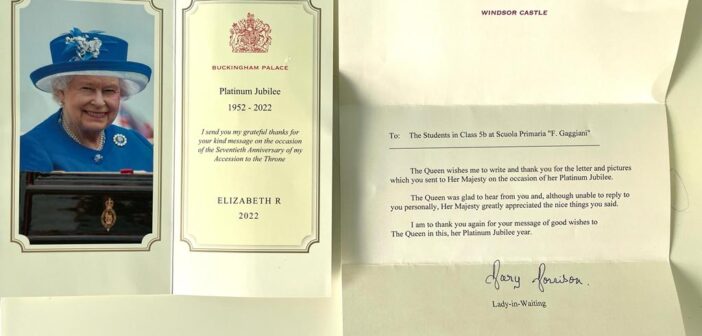 BUCKINGHAM PALACE
Platinum Jubilee
1952 - 2022
I send you my grateful thanks for
your kind message on the occasion
of the Seventieth Anniversary of my
Accession to the Throne
ELIZABETH R
2022
WINDSOR CASTLE
To: The Students in Class 5b at Scuola Primaria "F. Gaggiani"
The Queen wishes me to write and thank you for the letter and pictures
which you sent to Her Majesty on the occasion of her Platinum Jubilee.
The Queen was glad to hear from you and, although unable to reply to
you personally, Her Majesty greatly appreciated the nice things you said.
I am to thank you again for your message of good wishes to
The Queen in this, her Platinum Jubilee year.
Mary Morrison.
Lady-in-Waiting